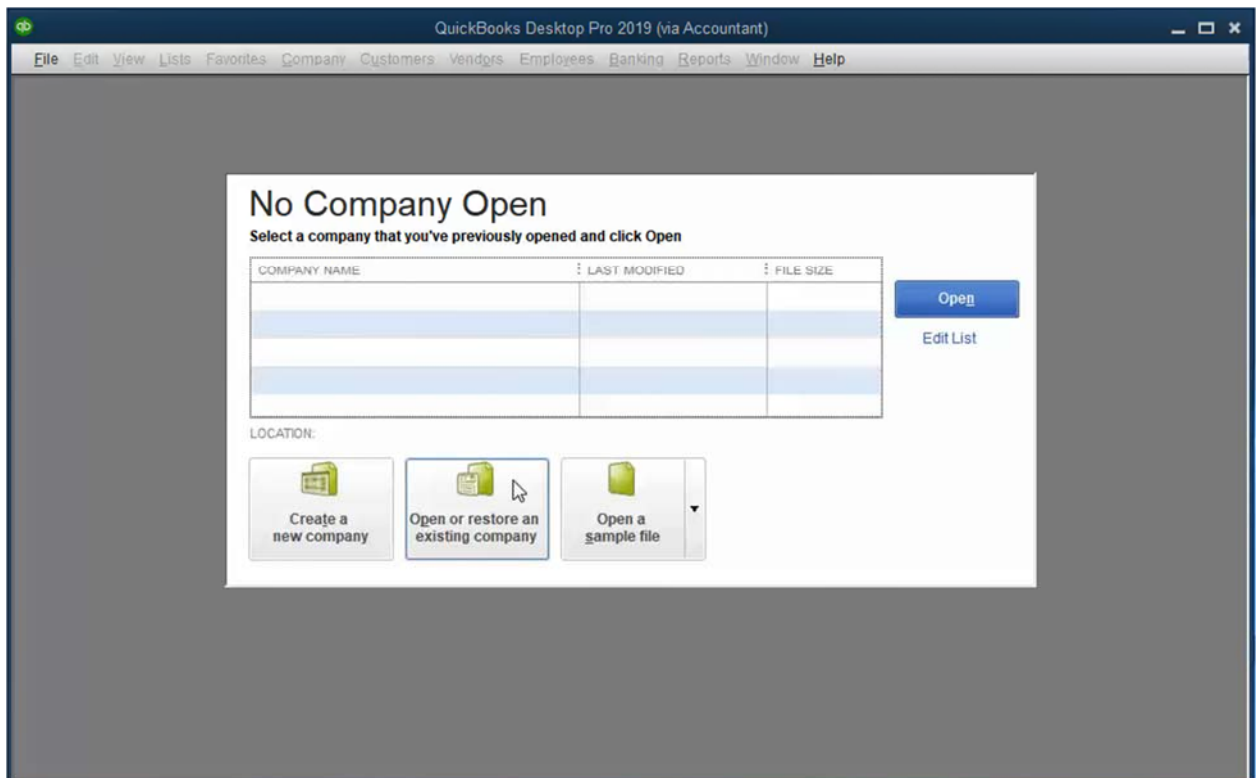 qb
QuickBooks Desktop Pro 2019 (via Accountant)
File Edit View Lists Favorites Company Customers Vendors Employees Banking Reports Window Help
No Company Open
Select a company that you've previously opened and click Open
COMPANY NAME LAST MODIFIED FILE SIZE
Open
Edit List
LOCATION:
Create a
new company
Open or restore an
existing company
Open a
sample file